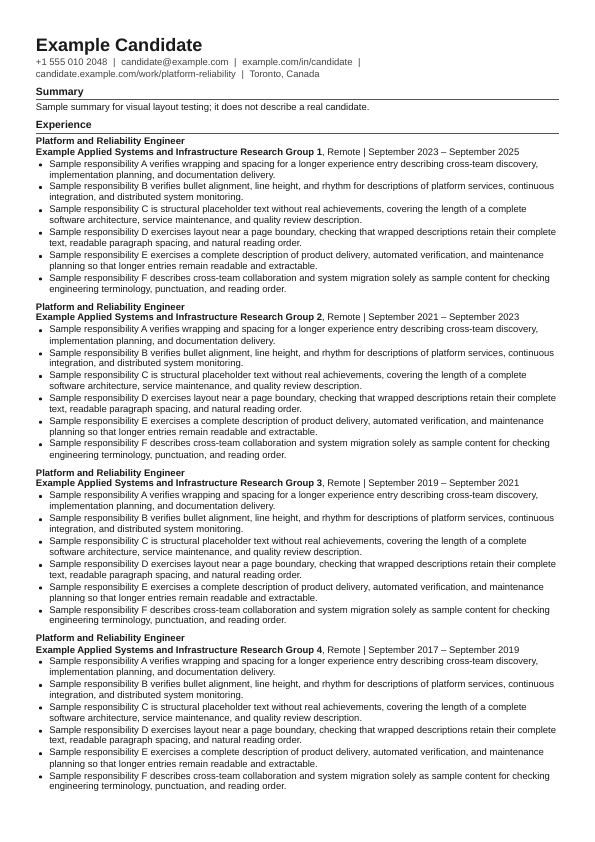 Example Candidate
+1 555 010 2048 | candidate@example.com | example.com/in/candidate |
candidate.example.com/work/platform-reliability | Toronto, Canada
Summary
Sample summary for visual layout testing; it does not describe a real candidate.
Experience
Platform and Reliability Engineer
Example Applied Systems and Infrastructure Research Group 1, Remote | September 2023 – September 2025
• Sample responsibility A verifies wrapping and spacing for a longer experience entry describing cross-team discovery,
implementation planning, and documentation delivery.
• Sample responsibility B verifies bullet alignment, line height, and rhythm for descriptions of platform services, continuous
integration, and distributed system monitoring.
• Sample responsibility C is structural placeholder text without real achievements, covering the length of a complete
software architecture, service maintenance, and quality review description.
• Sample responsibility D exercises layout near a page boundary, checking that wrapped descriptions retain their complete
text, readable paragraph spacing, and natural reading order.
• Sample responsibility E exercises a complete description of product delivery, automated verification, and maintenance
planning so that longer entries remain readable and extractable.
• Sample responsibility F describes cross-team collaboration and system migration solely as sample content for checking
engineering terminology, punctuation, and reading order.
Platform and Reliability Engineer
Example Applied Systems and Infrastructure Research Group 2, Remote | September 2021 – September 2023
• Sample responsibility A verifies wrapping and spacing for a longer experience entry describing cross-team discovery,
implementation planning, and documentation delivery.
• Sample responsibility B verifies bullet alignment, line height, and rhythm for descriptions of platform services, continuous
integration, and distributed system monitoring.
• Sample responsibility C is structural placeholder text without real achievements, covering the length of a complete
software architecture, service maintenance, and quality review description.
• Sample responsibility D exercises layout near a page boundary, checking that wrapped descriptions retain their complete
text, readable paragraph spacing, and natural reading order.
• Sample responsibility E exercises a complete description of product delivery, automated verification, and maintenance
planning so that longer entries remain readable and extractable.
• Sample responsibility F describes cross-team collaboration and system migration solely as sample content for checking
engineering terminology, punctuation, and reading order.
Platform and Reliability Engineer
Example Applied Systems and Infrastructure Research Group 3, Remote | September 2019 – September 2021
• Sample responsibility A verifies wrapping and spacing for a longer experience entry describing cross-team discovery,
implementation planning, and documentation delivery.
• Sample responsibility B verifies bullet alignment, line height, and rhythm for descriptions of platform services, continuous
integration, and distributed system monitoring.
• Sample responsibility C is structural placeholder text without real achievements, covering the length of a complete
software architecture, service maintenance, and quality review description.
• Sample responsibility D exercises layout near a page boundary, checking that wrapped descriptions retain their complete
text, readable paragraph spacing, and natural reading order.
• Sample responsibility E exercises a complete description of product delivery, automated verification, and maintenance
planning so that longer entries remain readable and extractable.
• Sample responsibility F describes cross-team collaboration and system migration solely as sample content for checking
engineering terminology, punctuation, and reading order.
Platform and Reliability Engineer
Example Applied Systems and Infrastructure Research Group 4, Remote | September 2017 – September 2019
• Sample responsibility A verifies wrapping and spacing for a longer experience entry describing cross-team discovery,
implementation planning, and documentation delivery.
• Sample responsibility B verifies bullet alignment, line height, and rhythm for descriptions of platform services, continuous
integration, and distributed system monitoring.
• Sample responsibility C is structural placeholder text without real achievements, covering the length of a complete
software architecture, service maintenance, and quality review description.
• Sample responsibility D exercises layout near a page boundary, checking that wrapped descriptions retain their complete
text, readable paragraph spacing, and natural reading order.
• Sample responsibility E exercises a complete description of product delivery, automated verification, and maintenance
planning so that longer entries remain readable and extractable.
• Sample responsibility F describes cross-team collaboration and system migration solely as sample content for checking
engineering terminology, punctuation, and reading order.